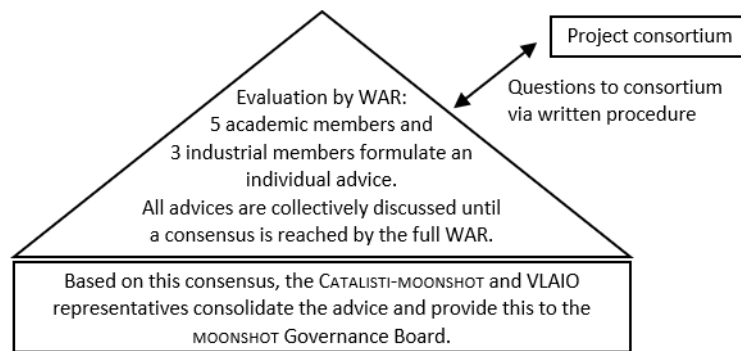 Project consortium
Questions to consortium
via written procedure
Evaluation by WAR:
5 academic members and
3 industrial members formulate an
individual advice.
All advices are collectively discussed until
a consensus is reached by the full WAR.
Based on this consensus, the CATALISTI-MOONSHOT and VLAIO
representatives consolidate the advice and provide this to the
MOONSHOT Governance Board.